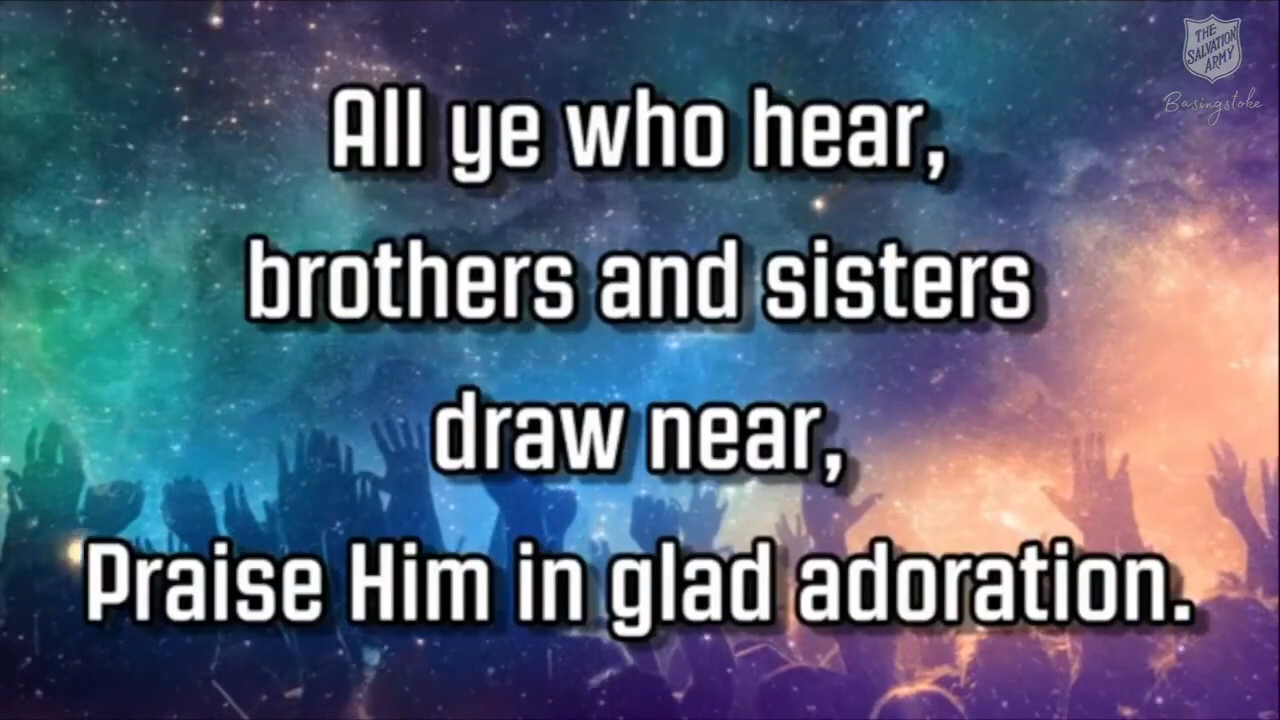 THE
SALVATION
ARMY
Basingstoke
All ye who hear,
brothers and sisters
draw near,
Praise Him in glad adoration.